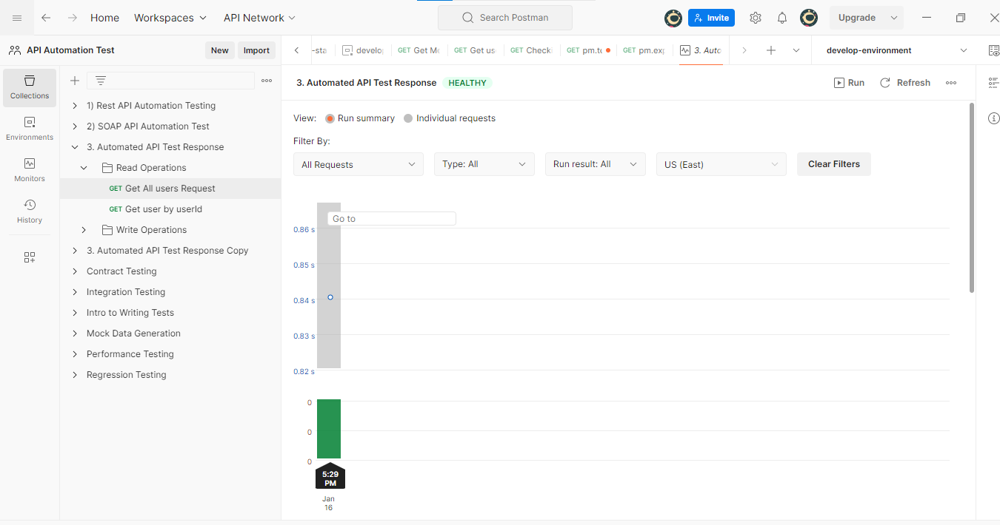 Home
Workspaces
API Network
Search Postman
Invite
Upgrade
API Automation Test
New
Import
-sta
develop
GET Get Me
GET Get us
GET Check
GET pm.te
GET pm.exp
3. Auto
develop-environment
Collections
Environments
Monitors
History
1) Rest API Automation Testing
2) SOAP API Automation Test
3. Automated API Test Response
Read Operations
GET Get All users Request
GET Get user by userId
Write Operations
3. Automated API Test Response Copy
Contract Testing
Integration Testing
Intro to Writing Tests
Mock Data Generation
Performance Testing
Regression Testing
3. Automated API Test Response HEALTHY
Run
Refresh
View: Run summary Individual requests
Filter By:
All Requests
Type: All
Run result: All
US (East)
Clear Filters
Go to
0.86 s
0.85 s
0.84 s
0.83 s
0.82 s
0
0
0
5:29
PM
Jan
16